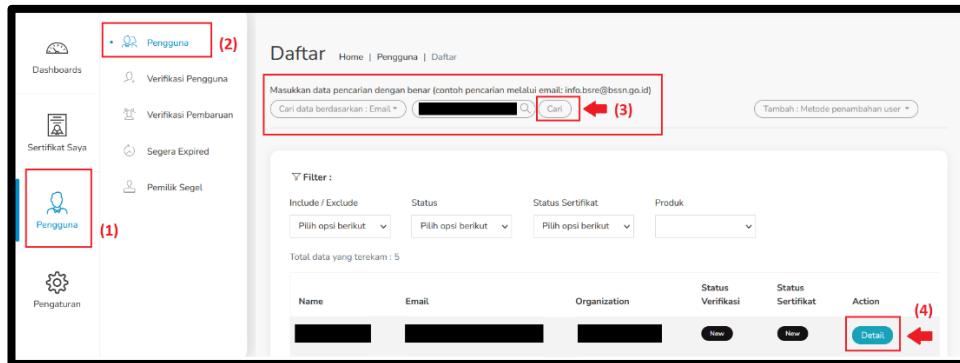 Dashboards
Sertifikat Saya
Pengguna
(1)
Pengaturan
Pengguna
(2)
Verifikasi Pengguna
Verifikasi Pembaruan
Segera Expired
Pemilik Segel
Daftar Home | Pengguna | Daftar
Masukkan data pencarian dengan benar (contoh pencarian melalui email: info.bsre@bssn.go.id)
Cari data berdasarkan : Email Cari (3) Tambah : Metode penambahan user
Filter :
Include / Exclude Status Status Sertifikat Produk
Pilih opsi berikut Pilih opsi berikut Pilih opsi berikut
Total data yang terekam : 5
Name Email Organization Status Verifikasi Status Sertifikat Action
(4)
New New Detail